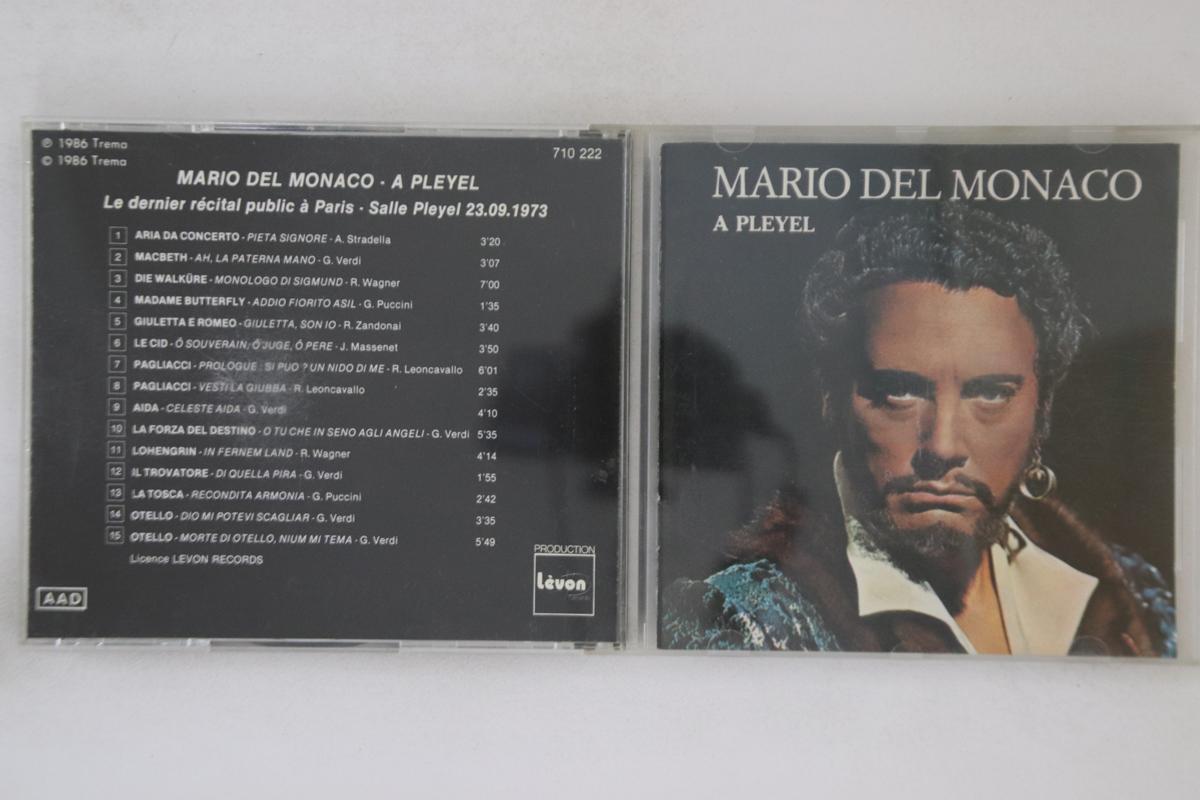 ℗ 1986 Trema
© 1986 Trema
710 222
MARIO DEL MONACO · A PLEYEL
Le dernier récital public à Paris · Salle Pleyel 23.09.1973
1 ARIA DA CONCERTO · PIETA SIGNORE · A. Stradella 3'20
2 MACBETH · AH, LA PATERNA MANO · G. Verdi 3'07
3 DIE WALKÜRE · MONOLOGO DI SIGMUND · R. Wagner 7'00
4 MADAME BUTTERFLY · ADDIO FIORITO ASIL · G. Puccini 1'35
5 GIULETTA E ROMEO · GIULETTA, SON IO · R. Zandonai 3'40
6 LE CID · Ô SOUVERAIN, Ô JUGE, Ô PERE · J. Massenet 3'50
7 PAGLIACCI · PROLOGUE SI PUO ? UN NIDO DI ME · R. Leoncavallo 6'01
8 PAGLIACCI · VESTI LA GIUBBA · R. Leoncavallo 2'35
9 AIDA · CELESTE AIDA · G. Verdi 4'10
10 LA FORZA DEL DESTINO · O TU CHE IN SENO AGLI ANGELI · G. Verdi 5'35
11 LOHENGRIN · IN FERNEM LAND · R. Wagner 4'14
12 IL TROVATORE · DI QUELLA PIRA · G. Verdi 1'55
13 LA TOSCA · RECONDITA ARMONIA · G. Puccini 2'42
14 OTELLO · DIO MI POTEVI SCAGLIAR · G. Verdi 3'35
15 OTELLO · MORTE DI OTELLO, NIUM MI TEMA · G. Verdi 5'49
Licence LEVON RECORDS
AAD
PRODUCTION
Lèvon
MARIO DEL MONACO
A PLEYEL